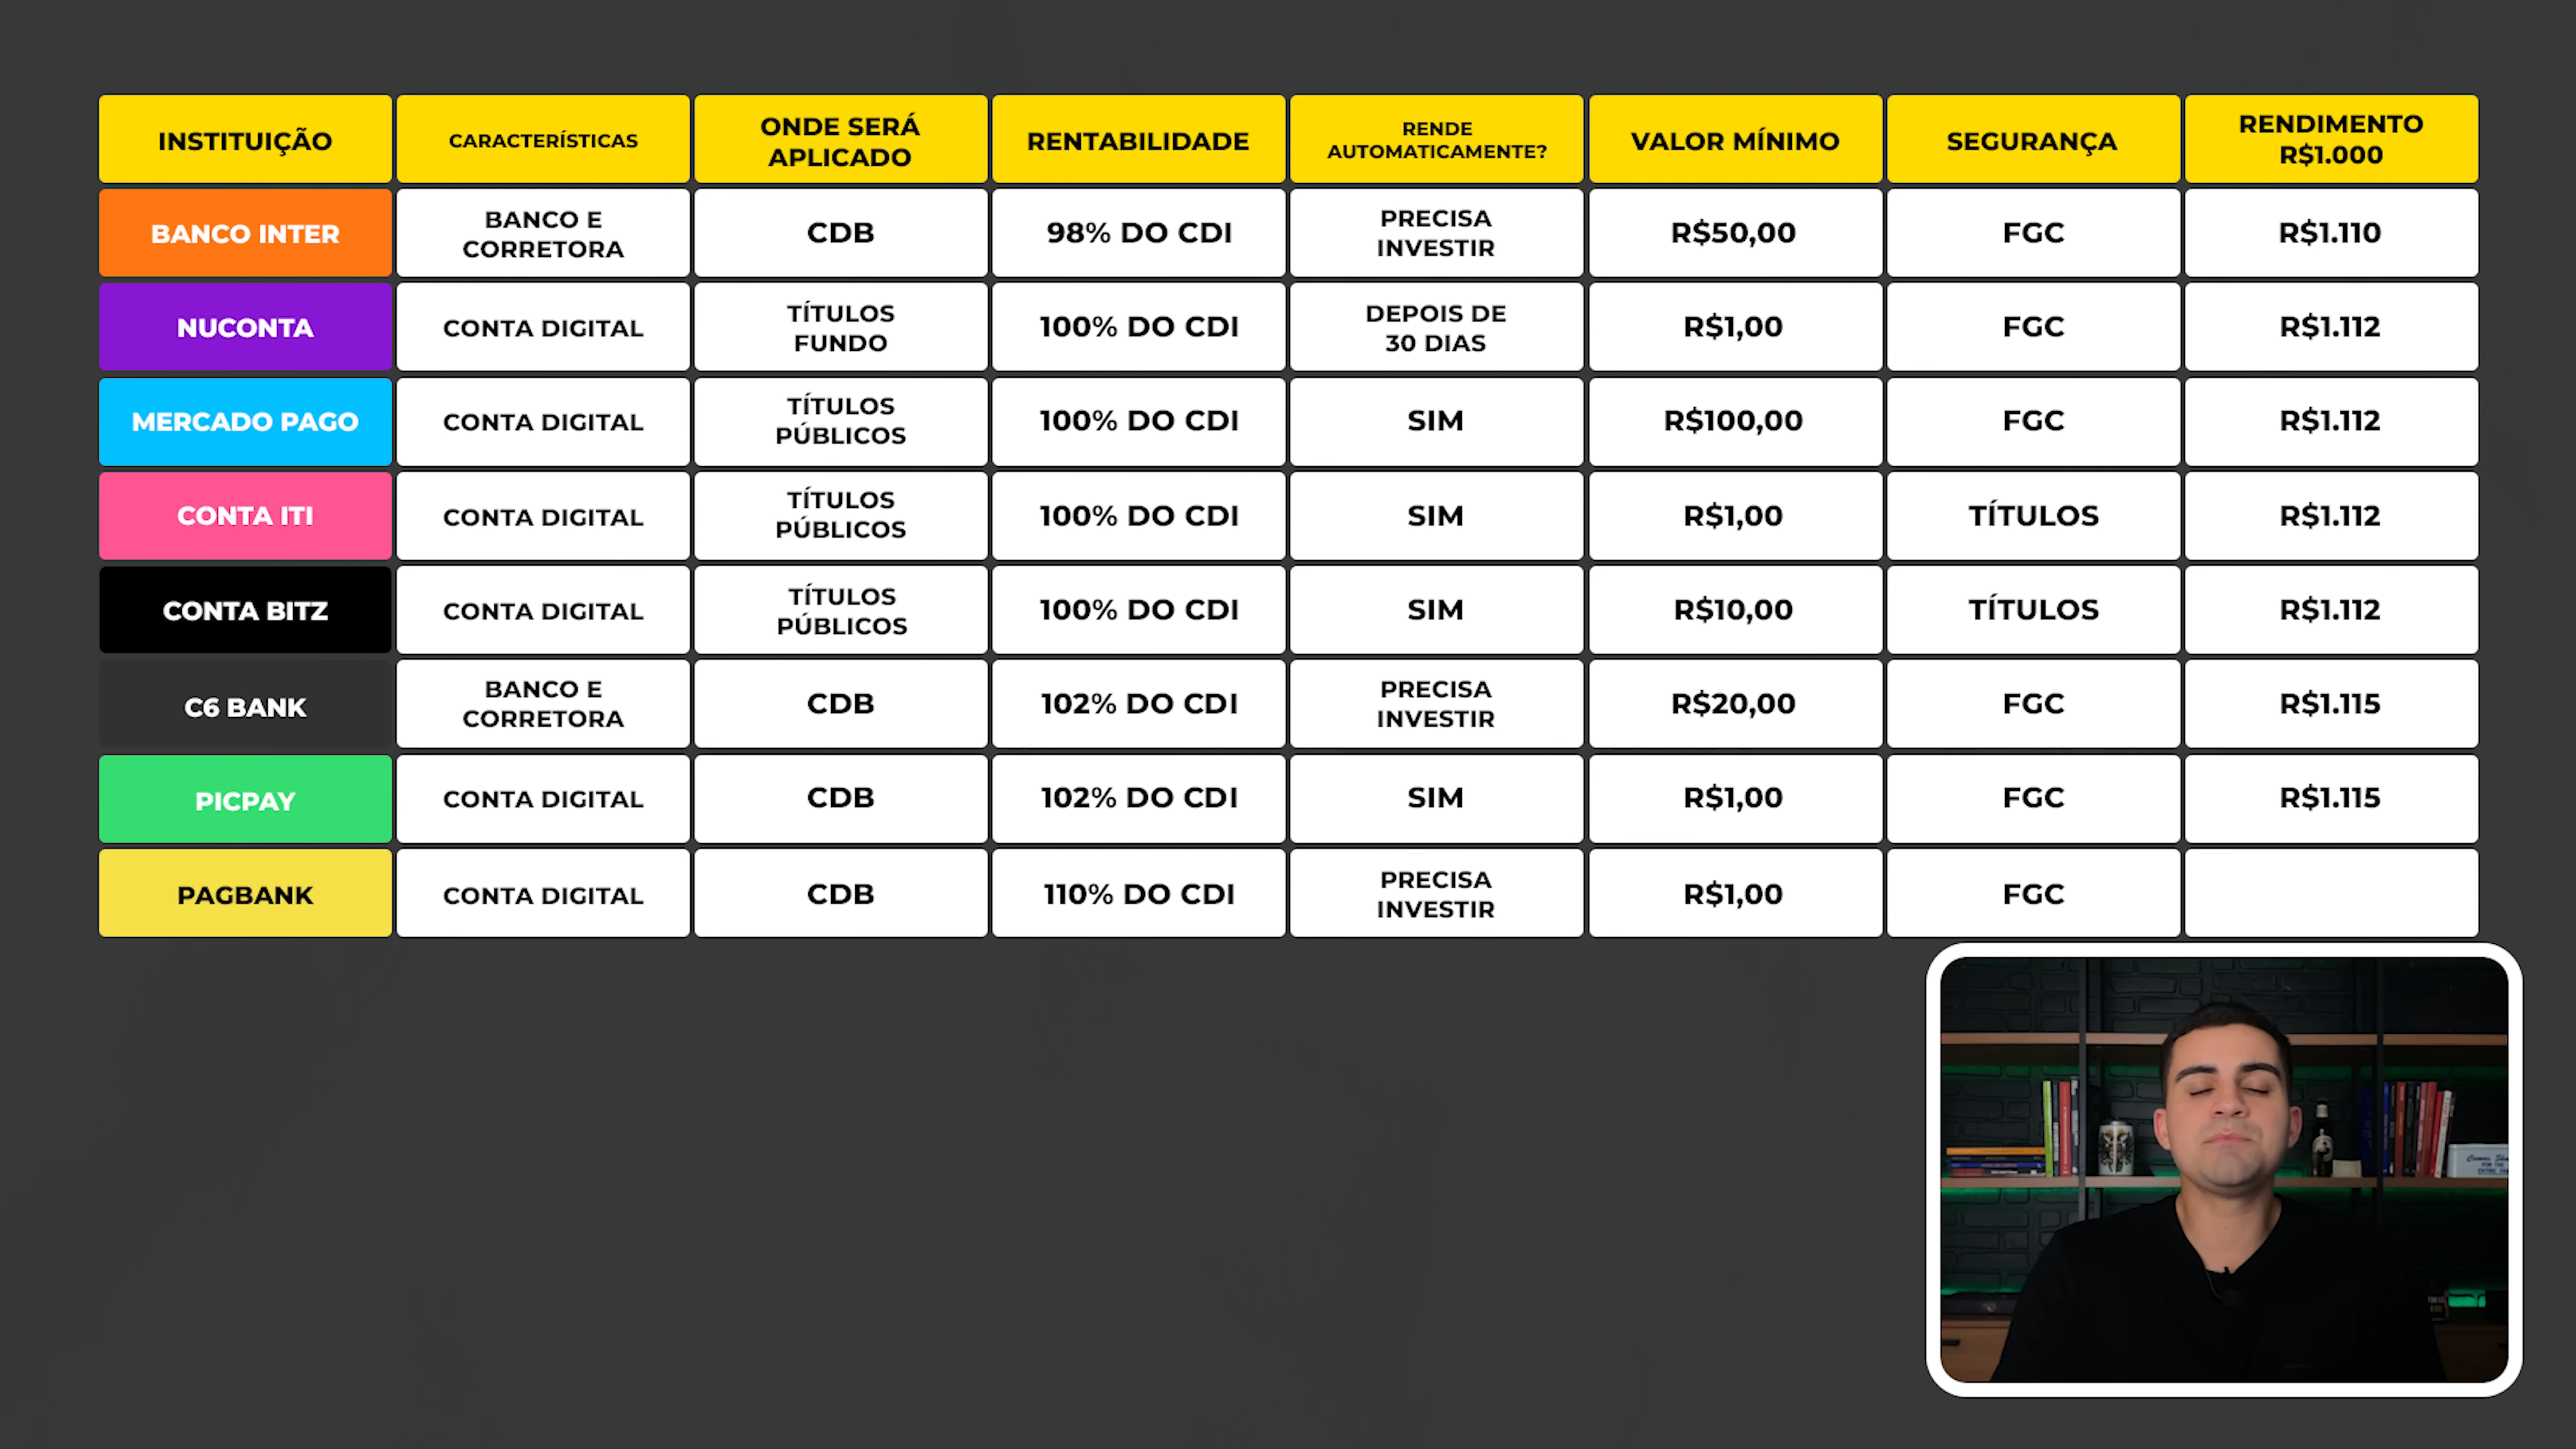 INSTITUIÇÃO
CARACTERÍSTICAS
ONDE SERÁ
APLICADO
RENTABILIDADE
RENDE
AUTOMATICAMENTE?
VALOR MÍNIMO
SEGURANÇA
RENDIMENTO
R$1.000
BANCO INTER
BANCO E
CORRETORA
CDB
98% DO CDI
PRECISA
INVESTIR
R$50,00
FGC
R$1.110
NUCONTA
CONTA DIGITAL
TÍTULOS
FUNDO
100% DO CDI
DEPOIS DE
30 DIAS
R$1,00
FGC
R$1.112
MERCADO PAGO
CONTA DIGITAL
TÍTULOS
PÚBLICOS
100% DO CDI
SIM
R$100,00
FGC
R$1.112
CONTA ITI
CONTA DIGITAL
TÍTULOS
PÚBLICOS
100% DO CDI
SIM
R$1,00
TÍTULOS
R$1.112
CONTA BITZ
CONTA DIGITAL
TÍTULOS
PÚBLICOS
100% DO CDI
SIM
R$10,00
TÍTULOS
R$1.112
C6 BANK
BANCO E
CORRETORA
CDB
102% DO CDI
PRECISA
INVESTIR
R$20,00
FGC
R$1.115
PICPAY
CONTA DIGITAL
CDB
102% DO CDI
SIM
R$1,00
FGC
R$1.115
PAGBANK
CONTA DIGITAL
CDB
110% DO CDI
PRECISA
INVESTIR
R$1,00
FGC